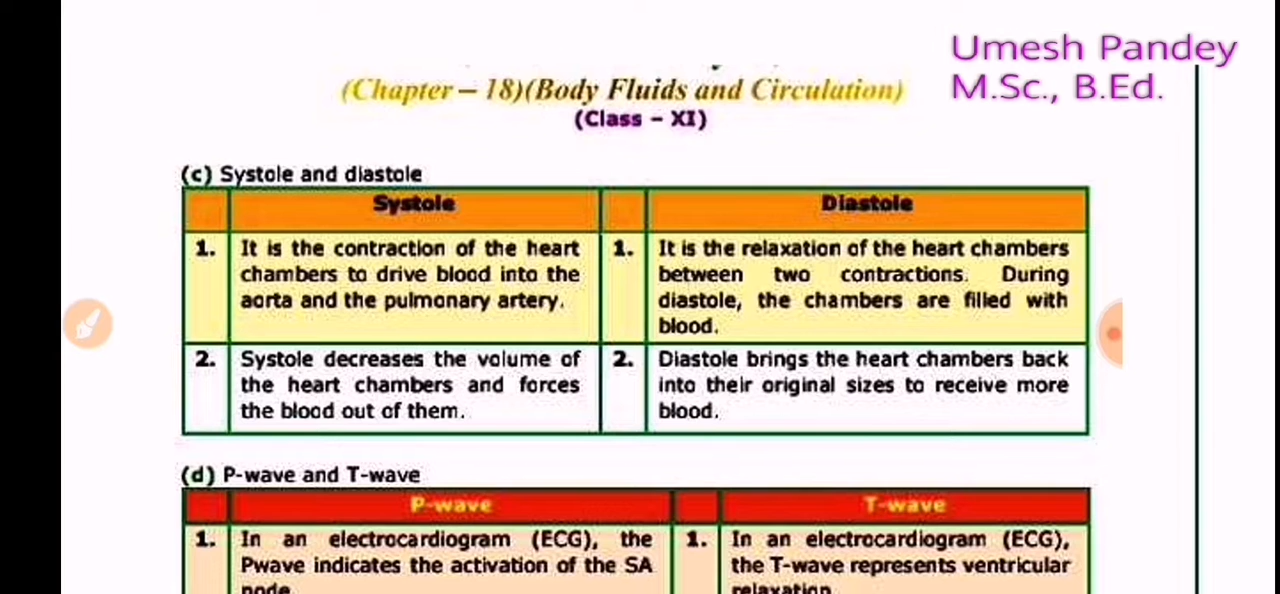 Umesh Pandey
M.Sc., B.Ed.
(Chapter – 18)(Body Fluids and Circulation)
(Class – XI)
(c) Systole and diastole
Systole
Diastole
1. It is the contraction of the heart
chambers to drive blood into the
aorta and the pulmonary artery.
1. It is the relaxation of the heart chambers
between two contractions. During
diastole, the chambers are filled with
blood.
2. Systole decreases the volume of
the heart chambers and forces
the blood out of them.
2. Diastole brings the heart chambers back
into their original sizes to receive more
blood.
(d) P-wave and T-wave
P-wave
T-wave
1. In an electrocardiogram (ECG), the
Pwave indicates the activation of the SA
node.
1. In an electrocardiogram (ECG),
the T-wave represents ventricular
relaxation.